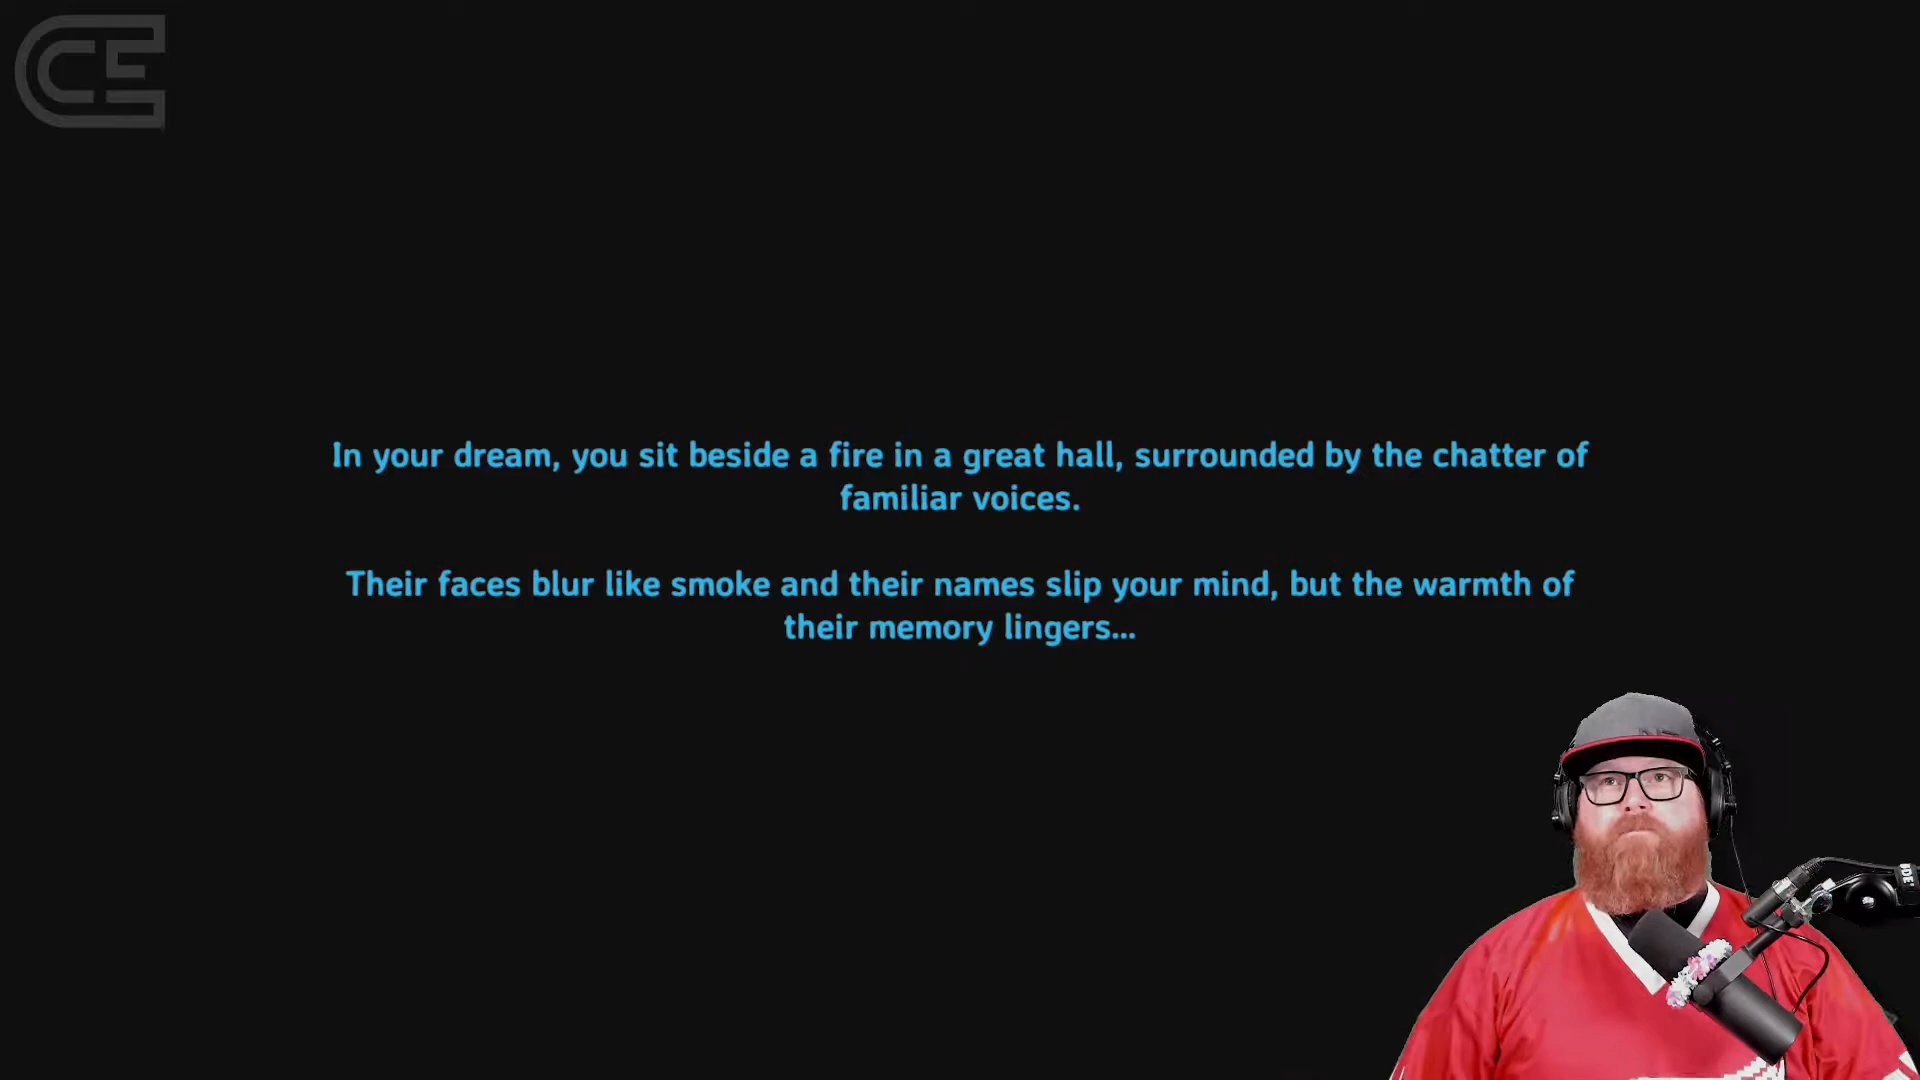 CE
In your dream, you sit beside a fire in a great hall, surrounded by the chatter of
familiar voices.
Their faces blur like smoke and their names slip your mind, but the warmth of
their memory lingers...